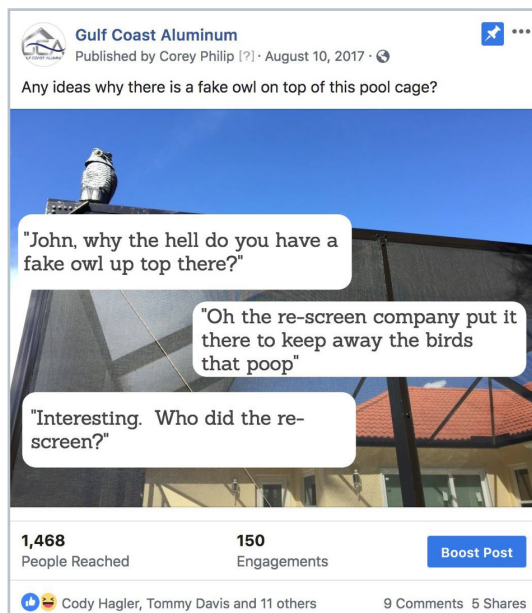 Gulf Coast Aluminum
Published by Corey Philip [?] · August 10, 2017 ·
Any ideas why there is a fake owl on top of this pool cage?
"John, why the hell do you have a
fake owl up top there?"
"Oh the re-screen company put it
there to keep away the birds
that poop"
"Interesting.  Who did the re-
screen?"
1,468
People Reached
150
Engagements
Boost Post
Cody Hagler, Tommy Davis and 11 others
9 Comments 5 Shares